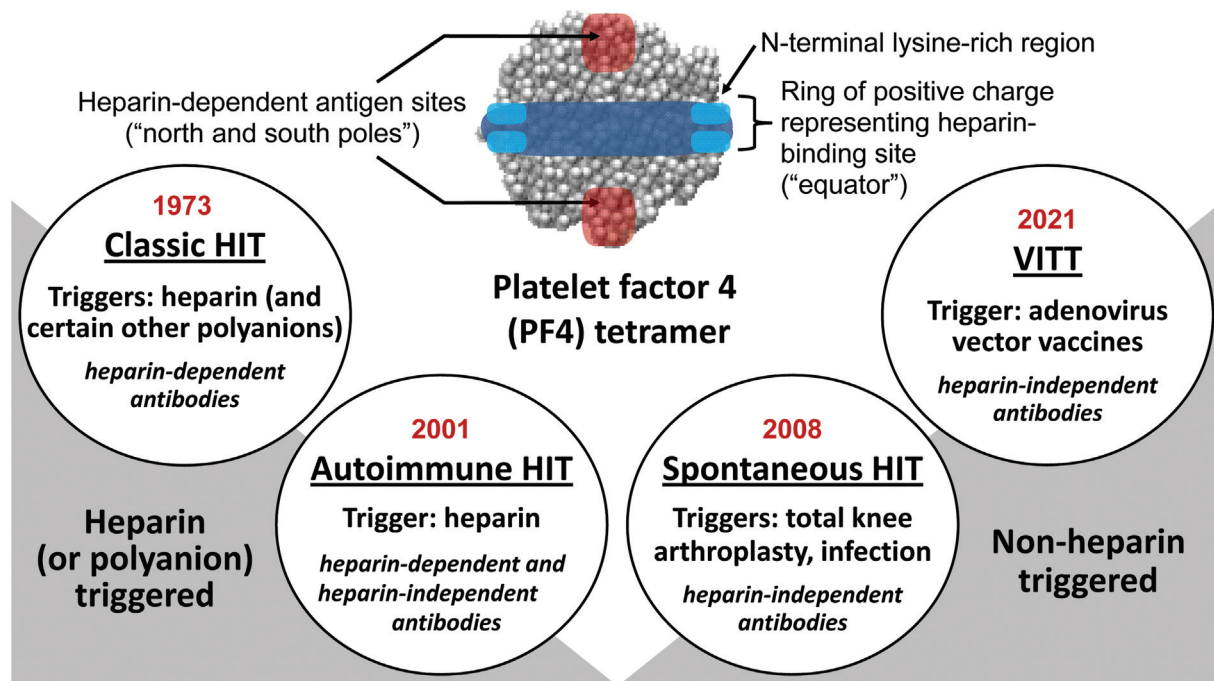 N-terminal lysine-rich region
Heparin-dependent antigen sites
(“north and south poles”)
Ring of positive charge
representing heparin-
binding site
(“equator”)
Platelet factor 4
(PF4) tetramer
1973
Classic HIT
Triggers: heparin (and
certain other polyanions)
heparin-dependent
antibodies
2001
Autoimmune HIT
Trigger: heparin
heparin-dependent and
heparin-independent
antibodies
2008
Spontaneous HIT
Triggers: total knee
arthroplasty, infection
heparin-independent
antibodies
2021
VITT
Trigger: adenovirus
vector vaccines
heparin-independent
antibodies
Heparin
(or polyanion)
triggered
Non-heparin
triggered